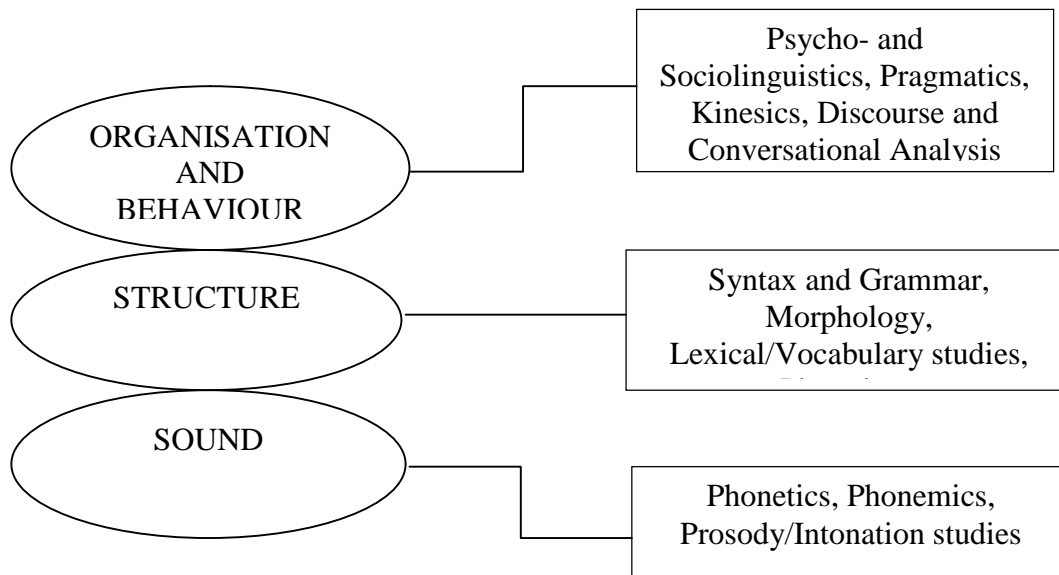 Psycho- and
Sociolinguistics, Pragmatics,
Kinesics, Discourse and
Conversational Analysis
ORGANISATION
AND
BEHAVIOUR
STRUCTURE
Syntax and Grammar,
Morphology,
Lexical/Vocabulary studies,
SOUND
Phonetics, Phonemics,
Prosody/Intonation studies